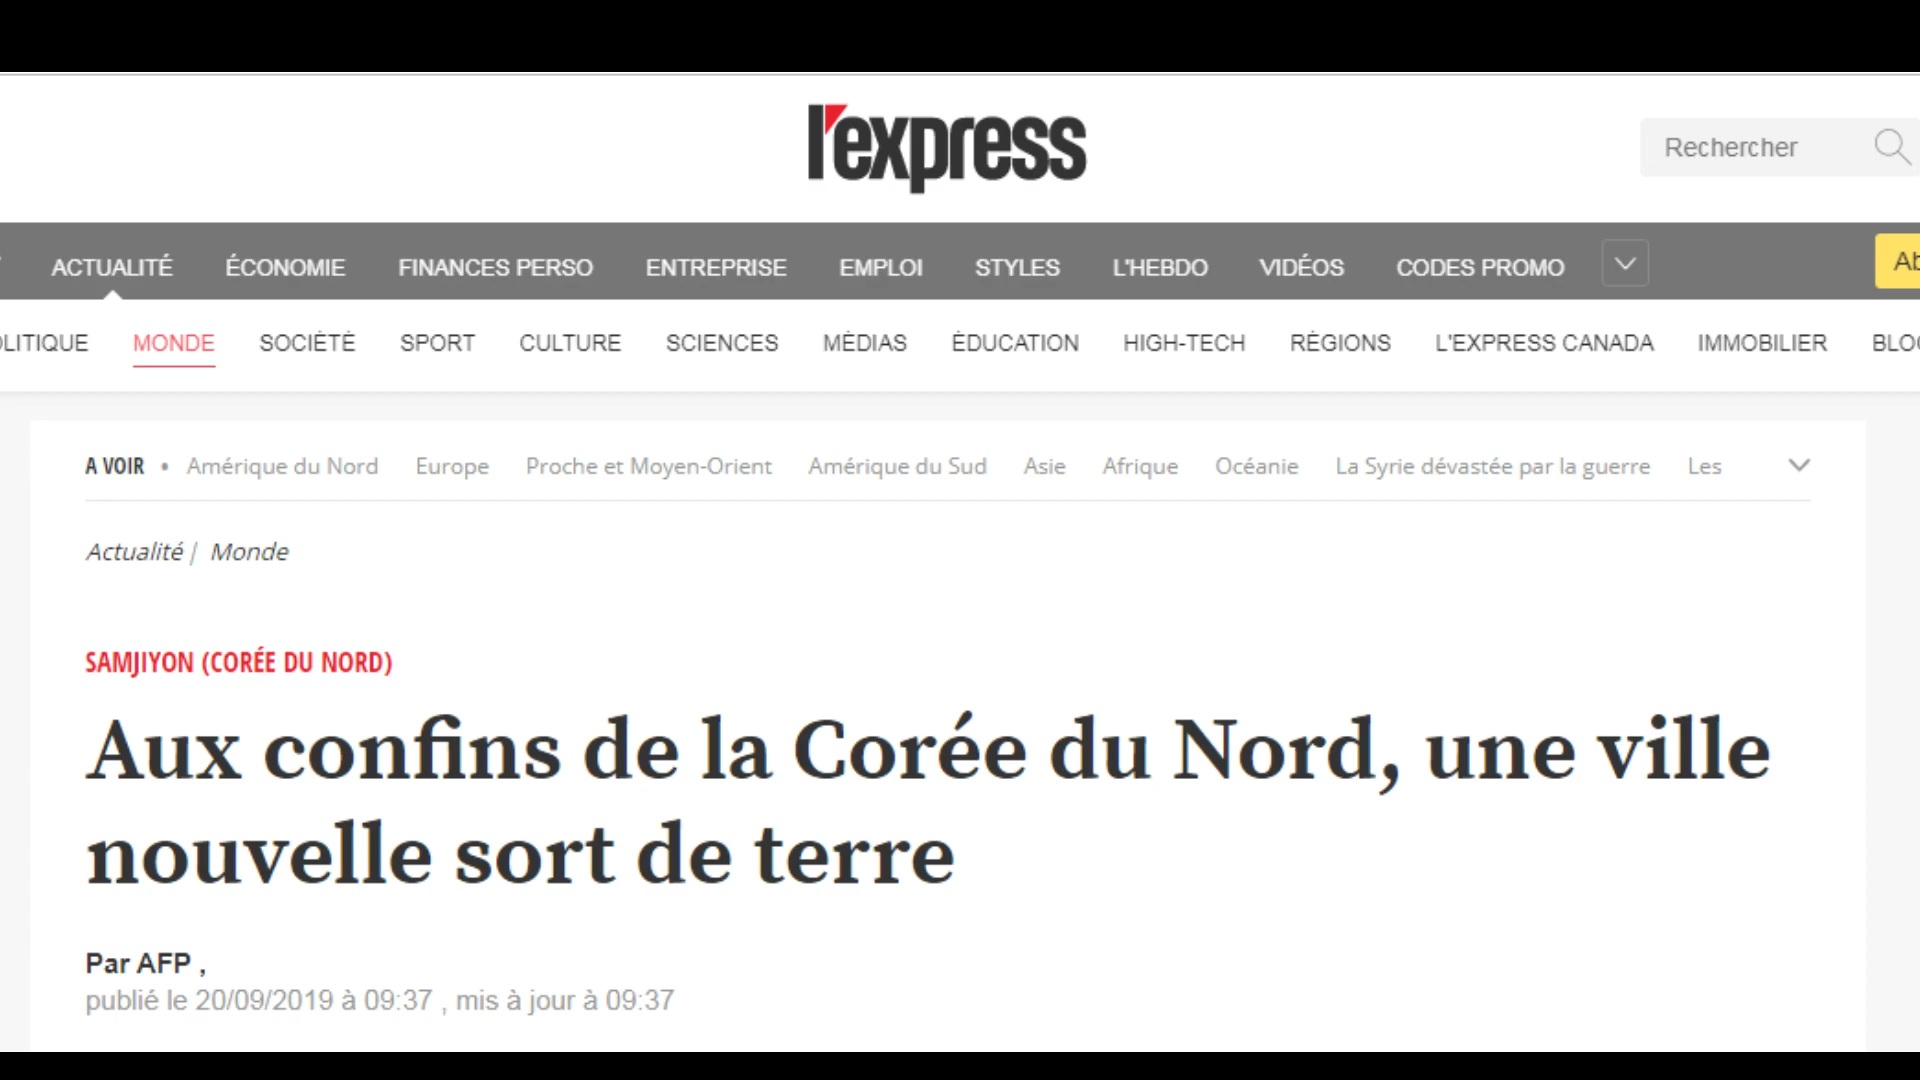 l'express
Rechercher
ACTUALITÉ ÉCONOMIE FINANCES PERSO ENTREPRISE EMPLOI STYLES L'HEBDO VIDÉOS CODES PROMO
MONDE SOCIÉTÉ SPORT CULTURE SCIENCES MÉDIAS ÉDUCATION HIGH-TECH RÉGIONS L'EXPRESS CANADA IMMOBILIER
A VOIR • Amérique du Nord Europe Proche et Moyen-Orient Amérique du Sud Asie Afrique Océanie La Syrie dévastée par la guerre Les
Actualité | Monde
SAMJIYON (CORÉE DU NORD)
Aux confins de la Corée du Nord, une ville
nouvelle sort de terre
Par AFP ,
publié le 20/09/2019 à 09:37 , mis à jour à 09:37